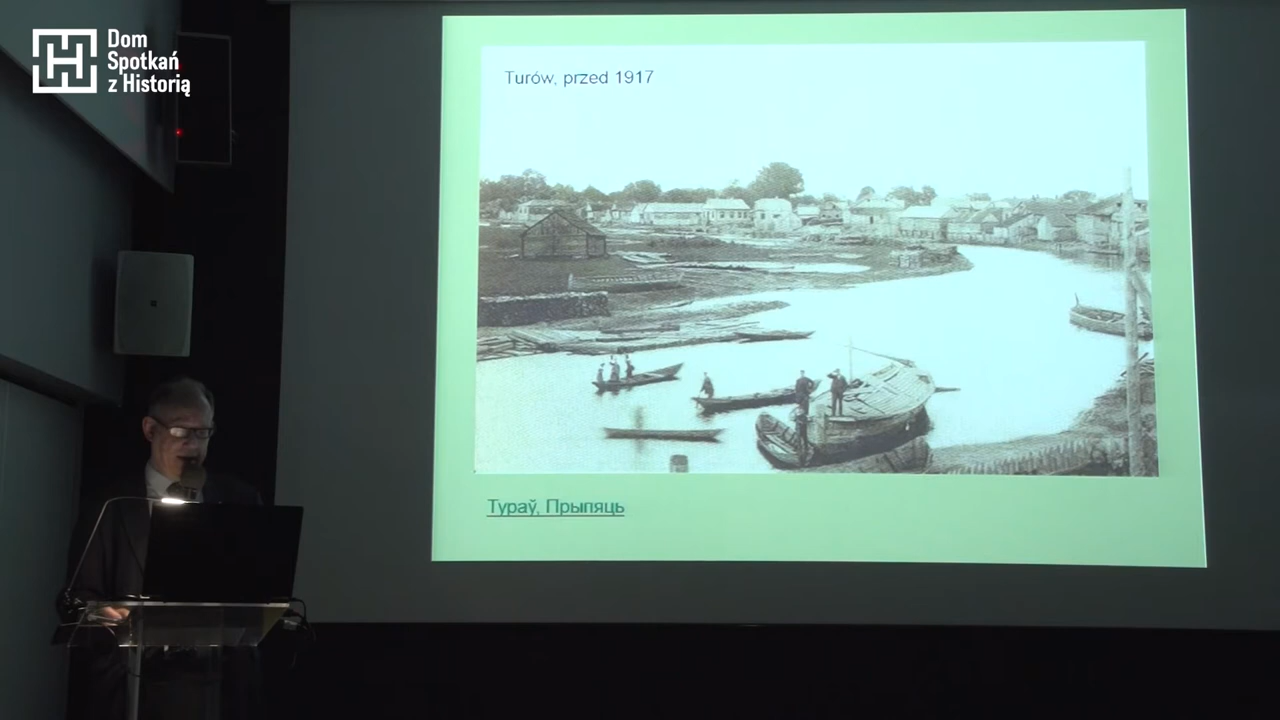 Dom
Spotkań
z Historią
Turów, przed 1917
Тураў, Прыпяць